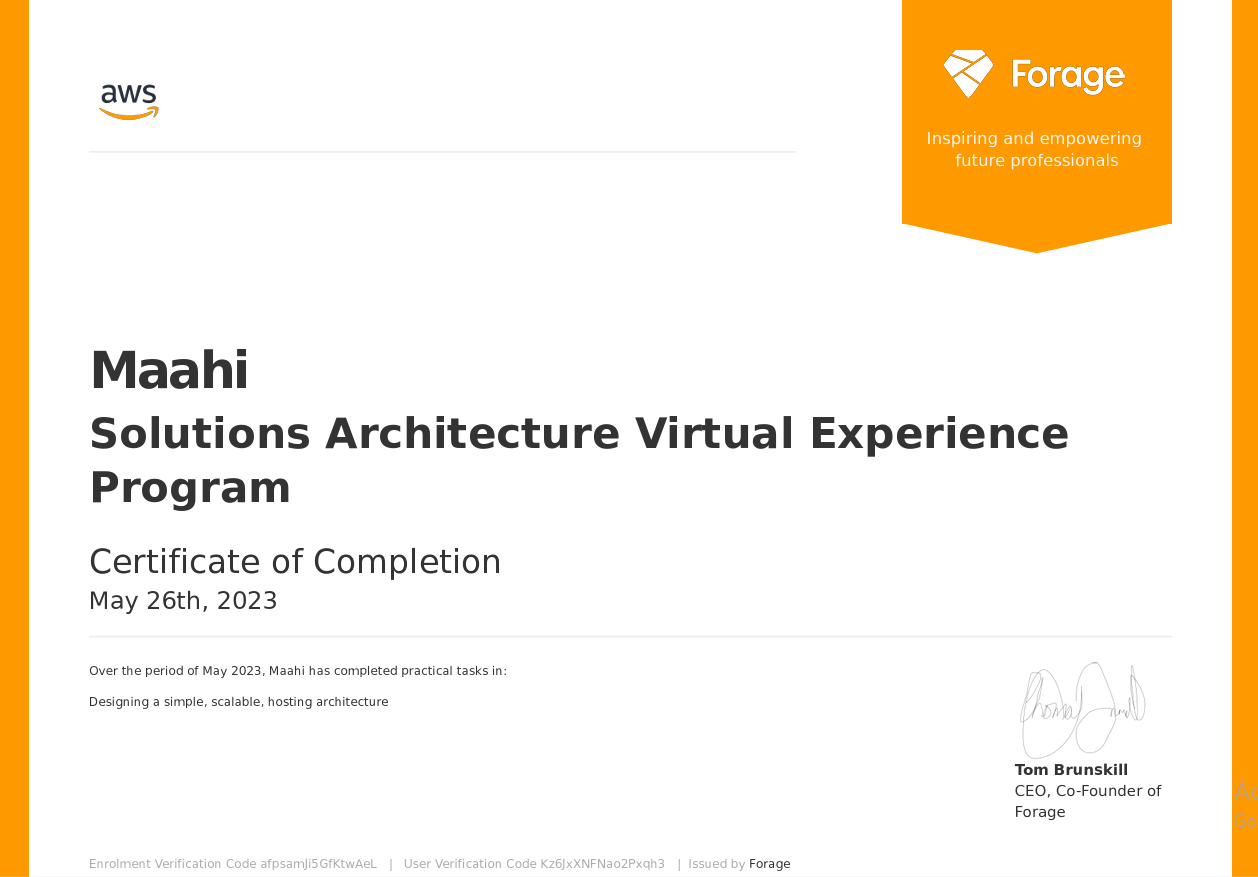 aws
Forage
Inspiring and empowering
future professionals
Maahi
Solutions Architecture Virtual Experience
Program
Certificate of Completion
May 26th, 2023
Over the period of May 2023, Maahi has completed practical tasks in:
Designing a simple, scalable, hosting architecture
Tom Brunskill
CEO, Co-Founder of
Forage
Enrolment Verification Code afpsamJi5GfKtwAeL | User Verification Code Kz6JxXNFNao2Pxqh3 | Issued by Forage